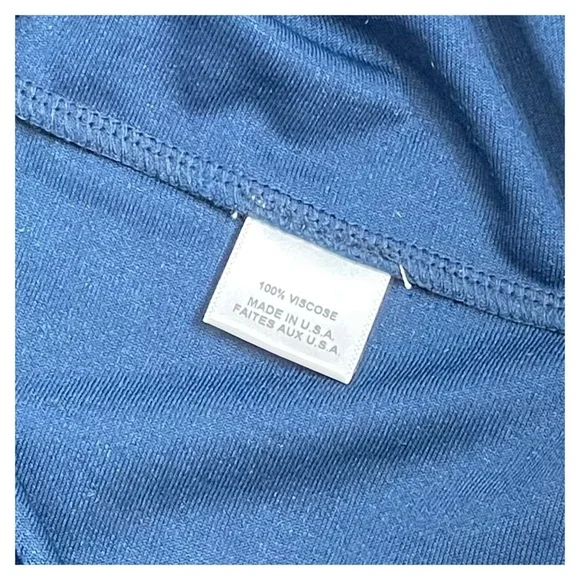 100% VISCOSE
MADE IN U.S.A.
FAITES AUX U.S.A.